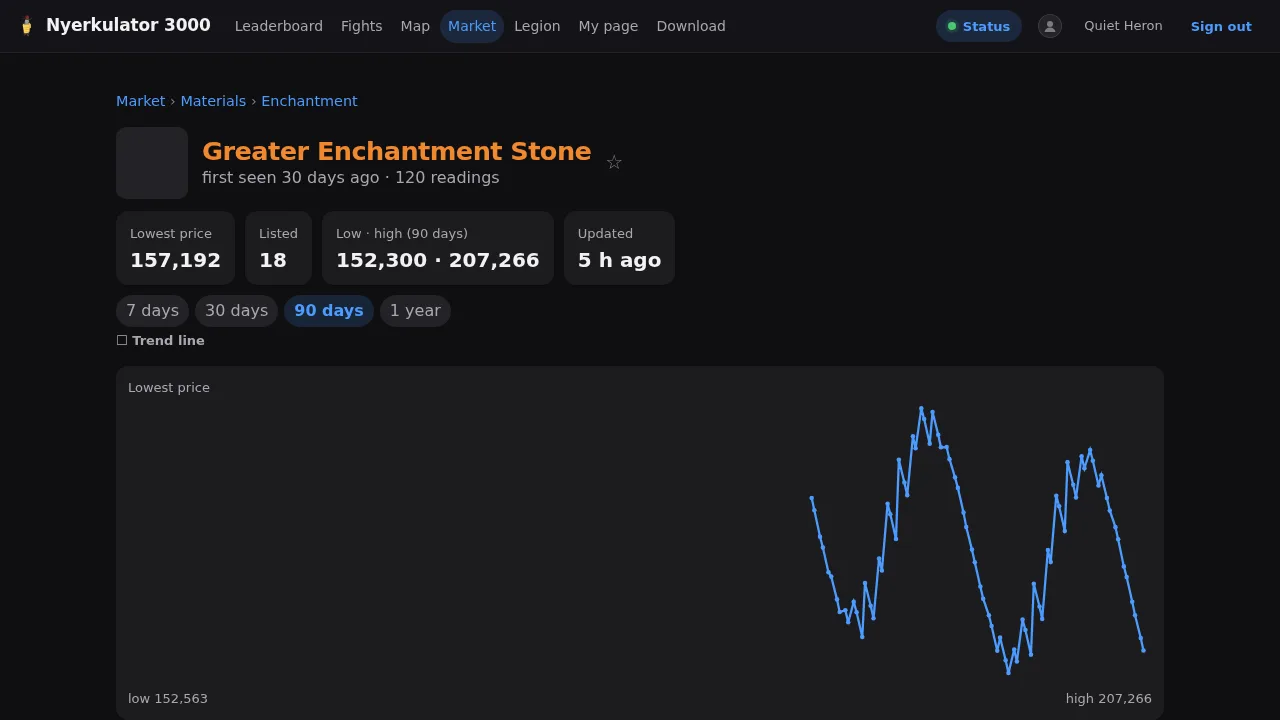 Nyerkulator 3000 Leaderboard Fights Map Market Legion My page Download Status Quiet Heron Sign out
Market › Materials › Enchantment
Greater Enchantment Stone ☆
first seen 30 days ago · 120 readings
Lowest price Listed Low · high (90 days) Updated
157,192 18 152,300 · 207,266 5 h ago
7 days 30 days 90 days 1 year
Trend line
Lowest price
low 152,563 high 207,266